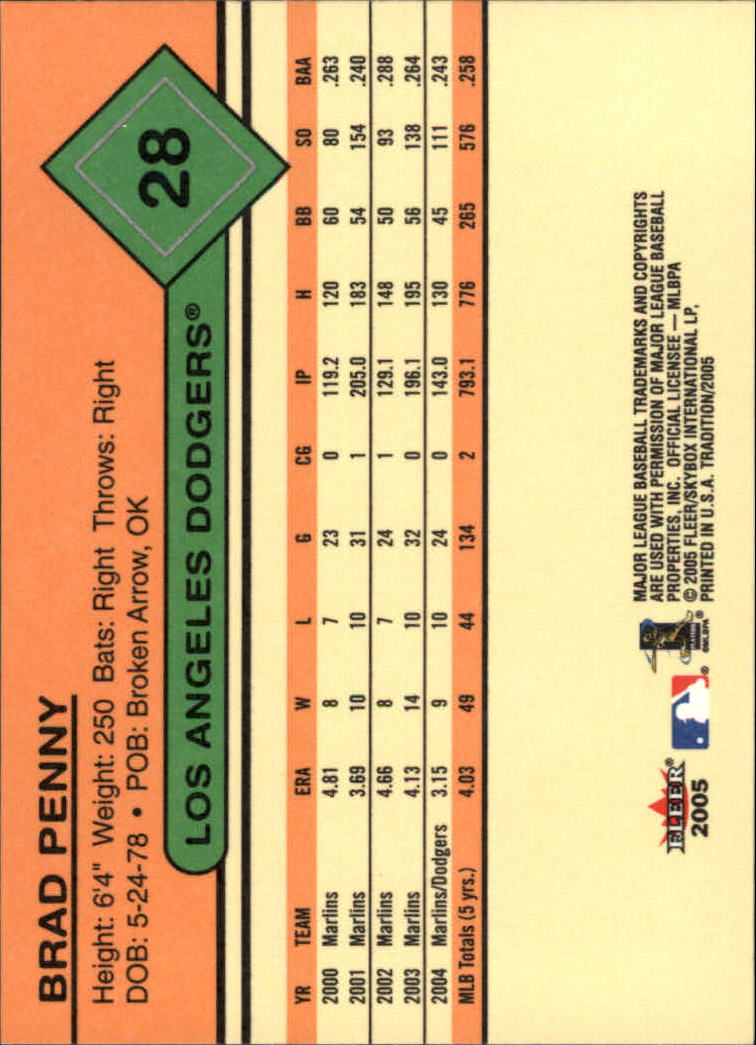 BRAD PENNY
Height: 6'4" Weight: 250 Bats: Right Throws: Right
DOB: 5-24-78 • POB: Broken Arrow, OK
LOS ANGELES DODGERS®
28
YR TEAM ERA W L G CG IP H BB SO BAA
2000 Marlins 4.81 8 7 23 0 119.2 120 60 80 .263
2001 Marlins 3.69 10 10 31 1 205.0 183 54 154 .240
2002 Marlins 4.66 8 7 24 1 129.1 148 50 93 .288
2003 Marlins 4.13 14 10 32 0 196.1 195 56 138 .264
2004 Marlins/Dodgers 3.15 9 10 24 0 143.0 130 45 111 .243
MLB Totals (5 yrs.) 4.03 49 44 134 2 793.1 776 265 576 .258
FLEER®
2005
®
©MLBPA
MAJOR LEAGUE BASEBALL TRADEMARKS AND COPYRIGHTS
ARE USED WITH PERMISSION OF MAJOR LEAGUE BASEBALL
PROPERTIES, INC. OFFICIAL LICENSEE — MLBPA
© 2005 FLEER/SKYBOX INTERNATIONAL LP.
PRINTED IN U.S.A. TRADITION/2005